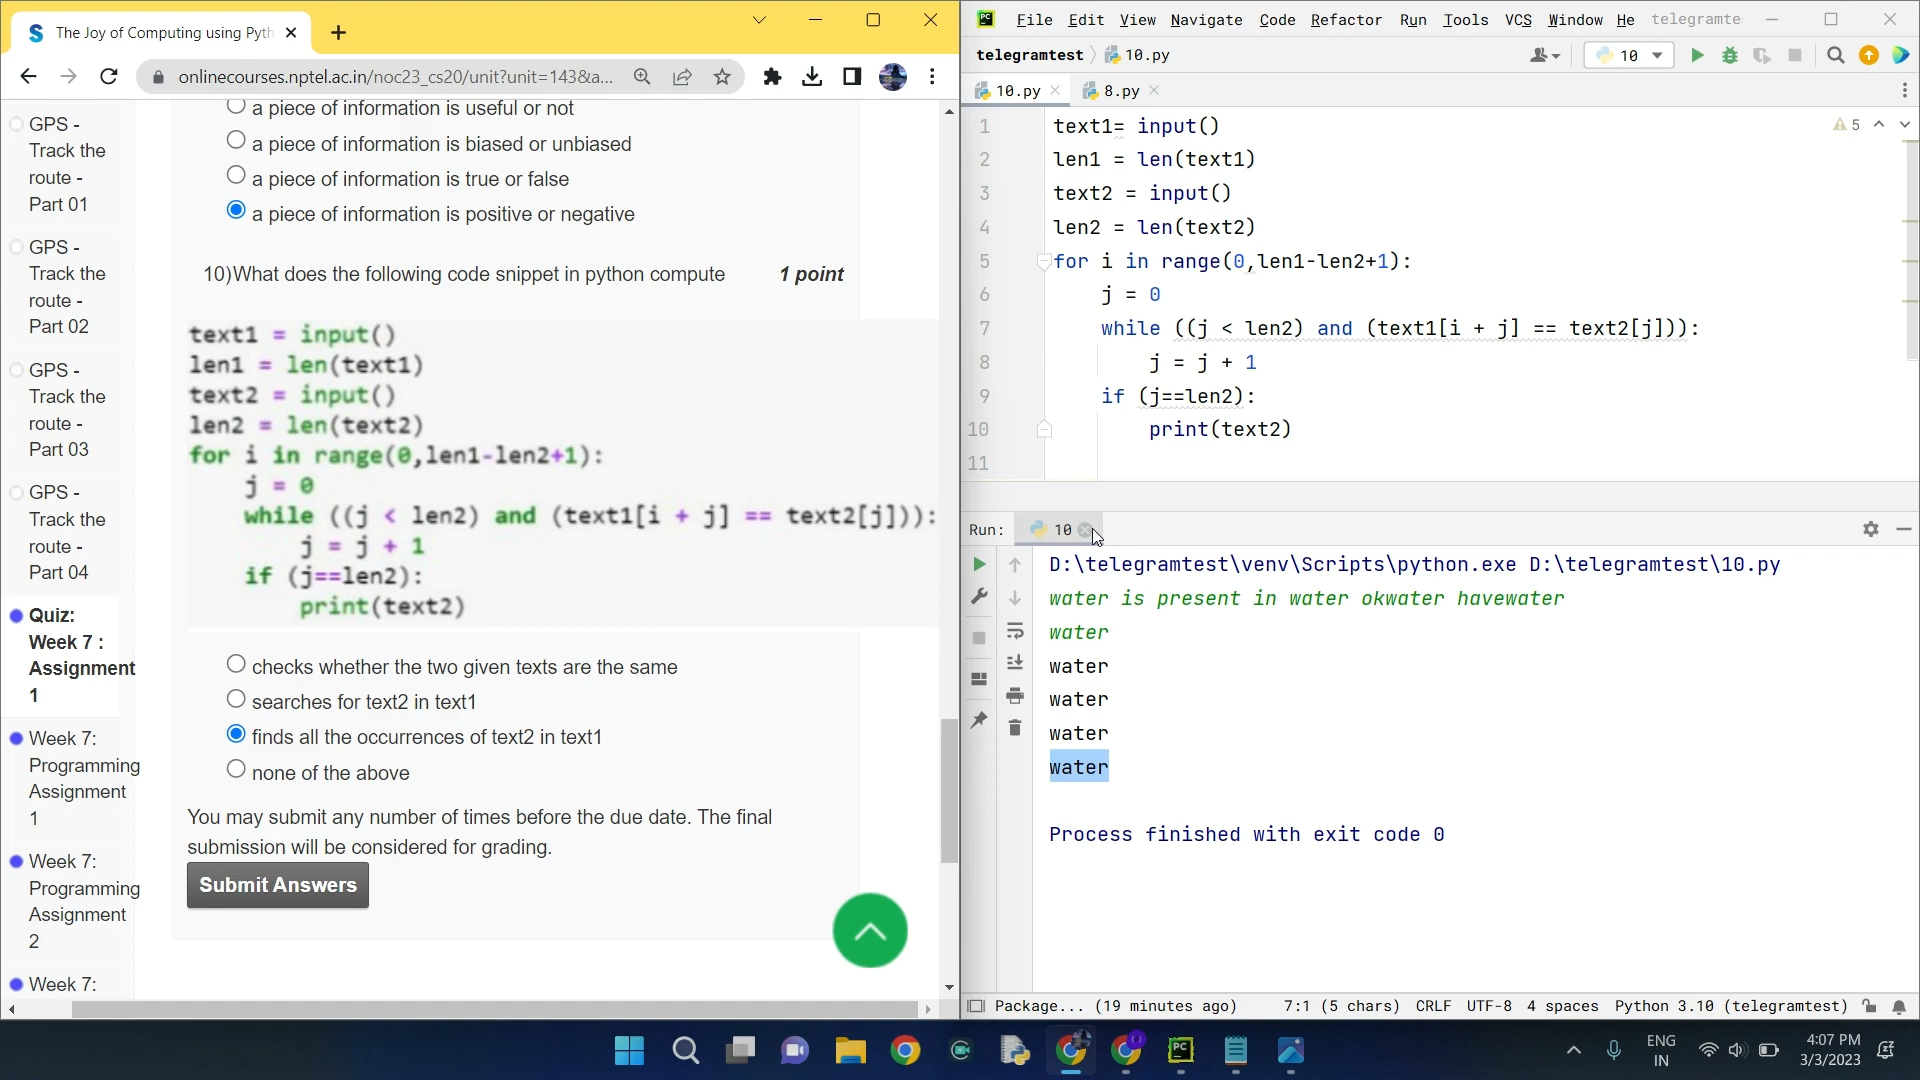 The Joy of Computing using Pyth
onlinecourses.nptel.ac.in/noc23_cs20/unit?unit=143&a...
GPS -
Track the
route -
Part 01
GPS -
Track the
route -
Part 02
GPS -
Track the
route -
Part 03
GPS -
Track the
route -
Part 04
Quiz:
Week 7 :
Assignment
1
Week 7:
Programming
Assignment
1
Week 7:
Programming
Assignment
2
Week 7:
a piece of information is useful or not
a piece of information is biased or unbiased
a piece of information is true or false
a piece of information is positive or negative
10)What does the following code snippet in python compute 1 point
text1 = input()
len1 = len(text1)
text2 = input()
len2 = len(text2)
for i in range(0,len1-len2+1):
j = 0
while ((j < len2) and (text1[i + j] == text2[j])):
j = j + 1
if (j==len2):
print(text2)
checks whether the two given texts are the same
searches for text2 in text1
finds all the occurrences of text2 in text1
none of the above
You may submit any number of times before the due date. The final
submission will be considered for grading.
Submit Answers
PC File Edit View Navigate Code Refactor Run Tools VCS Window He telegramte
telegramtest 10.py 10
10.py 8.py
5
1 text1= input()
2 len1 = len(text1)
3 text2 = input()
4 len2 = len(text2)
5 for i in range(0,len1-len2+1):
6 j = 0
7 while ((j < len2) and (text1[i + j] == text2[j])):
8 j = j + 1
9 if (j==len2):
10 print(text2)
11
Run: 10
D:\telegramtest\venv\Scripts\python.exe D:\telegramtest\10.py
water is present in water okwater havewater
water
water
water
water
water
Process finished with exit code 0
Package... (19 minutes ago) 7:1 (5 chars) CRLF UTF-8 4 spaces Python 3.10 (telegramtest)
PC
ENG
IN
4:07 PM
3/3/2023